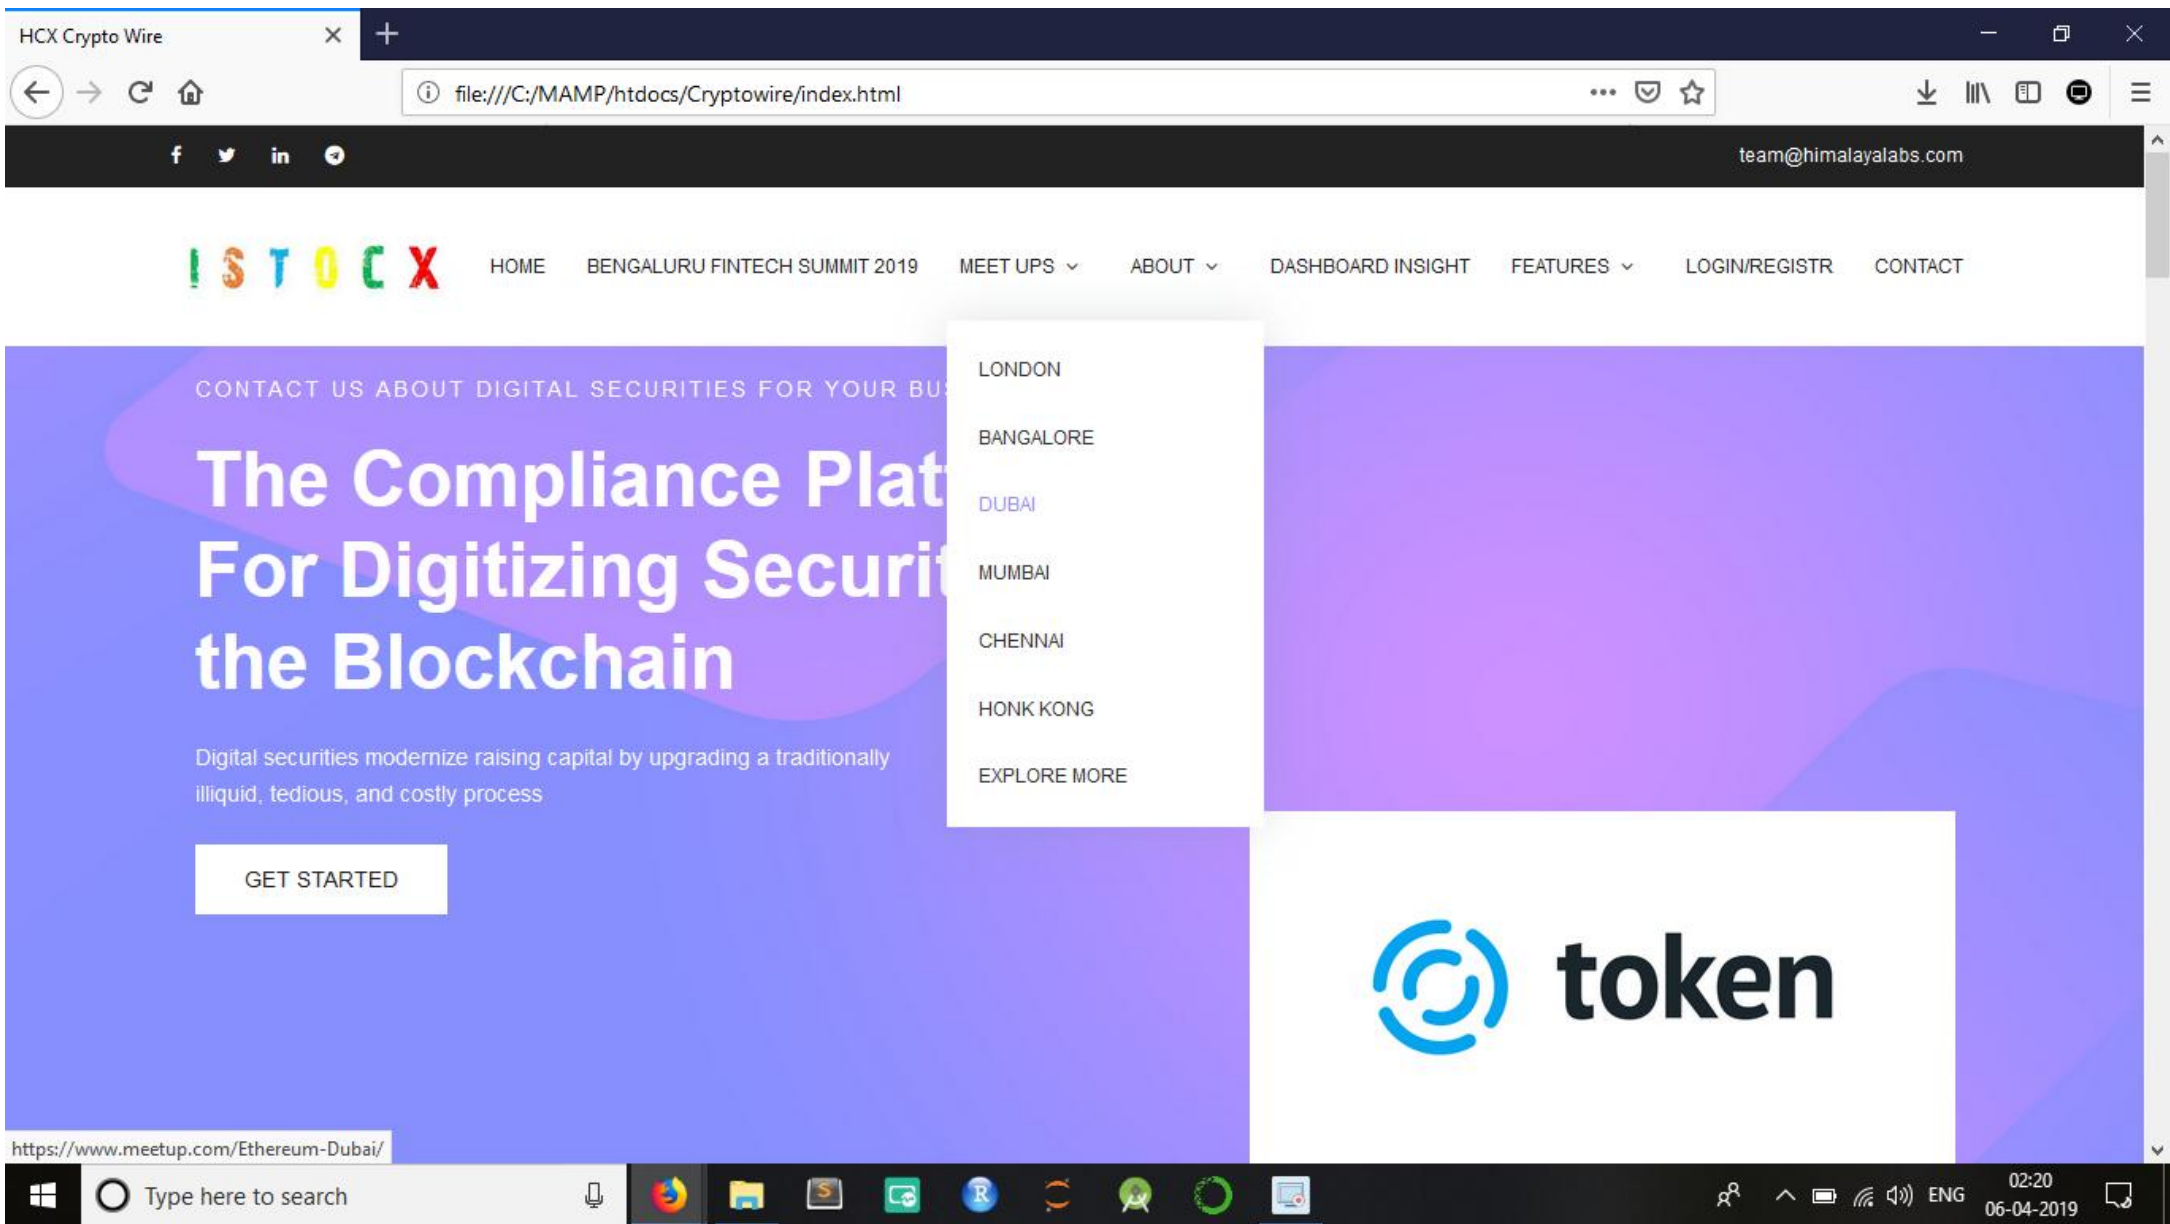 HCX Crypto Wire
file:///C:/MAMP/htdocs/Cryptowire/index.html
team@himalayalabs.com
ISTOCX
HOME BENGALURU FINTECH SUMMIT 2019 MEET UPS ABOUT DASHBOARD INSIGHT FEATURES LOGIN/REGISTR CONTACT
LONDON
BANGALORE
DUBAI
MUMBAI
CHENNAI
HONK KONG
EXPLORE MORE
CONTACT US ABOUT DIGITAL SECURITIES FOR YOUR BUS
The Compliance Plat
For Digitizing Securit
the Blockchain
Digital securities modernize raising capital by upgrading a traditionally
illiquid, tedious, and costly process
GET STARTED
token
https://www.meetup.com/Ethereum-Dubai/
Type here to search
ENG
02:20
06-04-2019